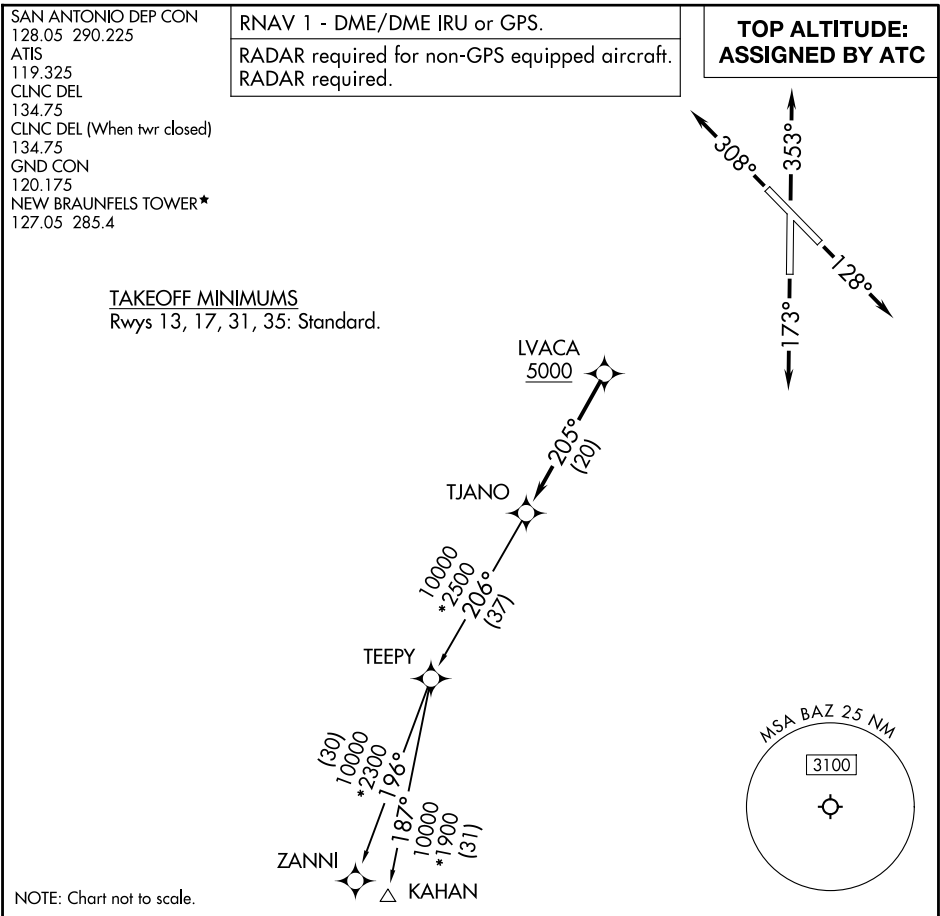 SAN ANTONIO DEP CON
128.05 290.225
ATIS
119.325
CLNC DEL
134.75
CLNC DEL (When twr closed)
134.75
GND CON
120.175
NEW BRAUNFELS TOWER★
127.05 285.4
RNAV 1 - DME/DME IRU or GPS.
RADAR required for non-GPS equipped aircraft.
RADAR required.
TOP ALTITUDE:
ASSIGNED BY ATC
308°
353°
128°
173°
TAKEOFF MINIMUMS
Rwys 13, 17, 31, 35: Standard.
LVACA
5000
205°
(20)
TJANO
10000
*2500
206°
(37)
TEEPY
(30)
10000
*2300
196°
187°
10000
*1900
(31)
ZANNI
KAHAN
MSA BAZ 25 NM
3100
NOTE: Chart not to scale.